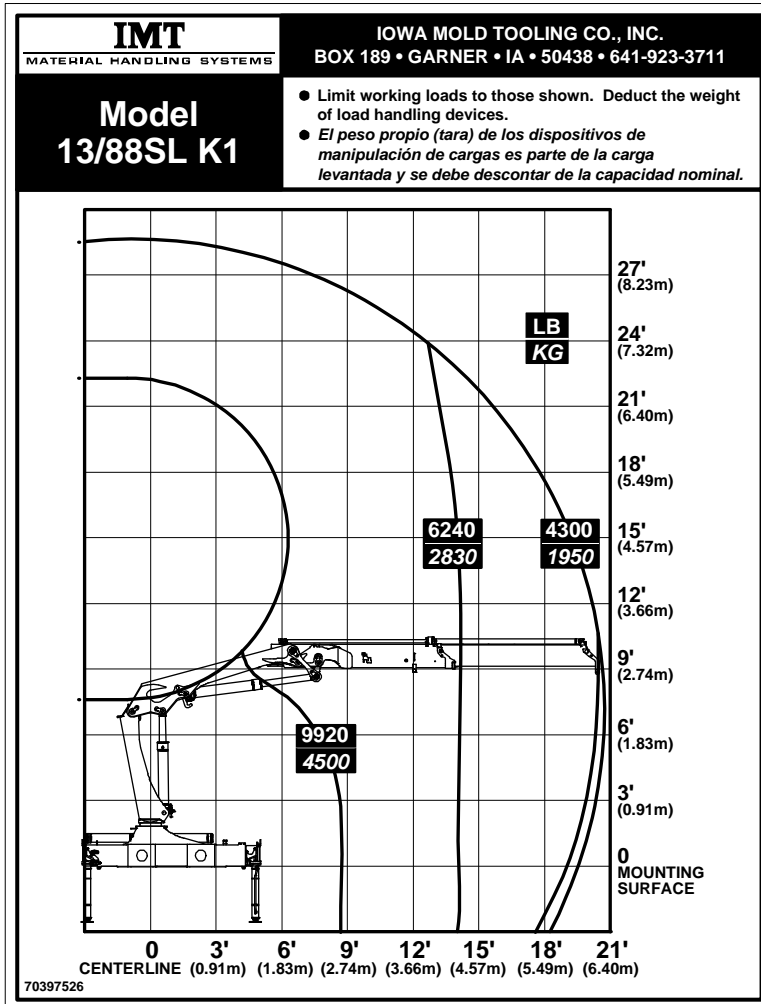 IMT
MATERIAL HANDLING SYSTEMS
IOWA MOLD TOOLING CO., INC.
BOX 189 • GARNER • IA • 50438 • 641-923-3711
Model
13/88SL K1
● Limit working loads to those shown. Deduct the weight
of load handling devices.
● El peso propio (tara) de los dispositivos de
manipulación de cargas es parte de la carga
levantada y se debe descontar de la capacidad nominal.
27'
(8.23m)
LB
KG
24'
(7.32m)
21'
(6.40m)
18'
(5.49m)
6240
2830
4300
1950
15'
(4.57m)
12'
(3.66m)
9'
(2.74m)
9920
4500
6'
(1.83m)
3'
(0.91m)
0
MOUNTING
SURFACE
0 3' 6' 9' 12' 15' 18' 21'
CENTERLINE (0.91m) (1.83m) (2.74m) (3.66m) (4.57m) (5.49m) (6.40m)
70397526